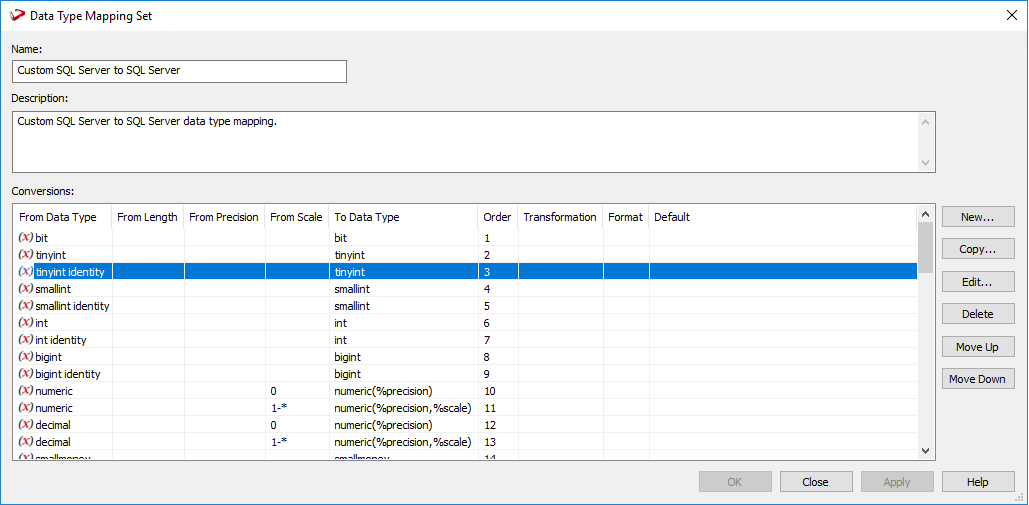 Data Type Mapping Set
Name:
Custom SQL Server to SQL Server
Description:
Custom SQL Server to SQL Server data type mapping.
Conversions:
From Data Type From Length From Precision From Scale To Data Type Order Transformation Format Default
(x) bit bit 1
(x) tinyint tinyint 2
(x) tinyint identity tinyint 3
(x) smallint smallint 4
(x) smallint identity smallint 5
(x) int int 6
(x) int identity int 7
(x) bigint bigint 8
(x) bigint identity bigint 9
(x) numeric 0 numeric(%precision) 10
(x) numeric 1-* numeric(%precision,%scale) 11
(x) decimal 0 numeric(%precision) 12
(x) decimal 1-* numeric(%precision,%scale) 13
(x) smallmoney smallmoney 14
New...
Copy...
Edit...
Delete
Move Up
Move Down
OK Close Apply Help